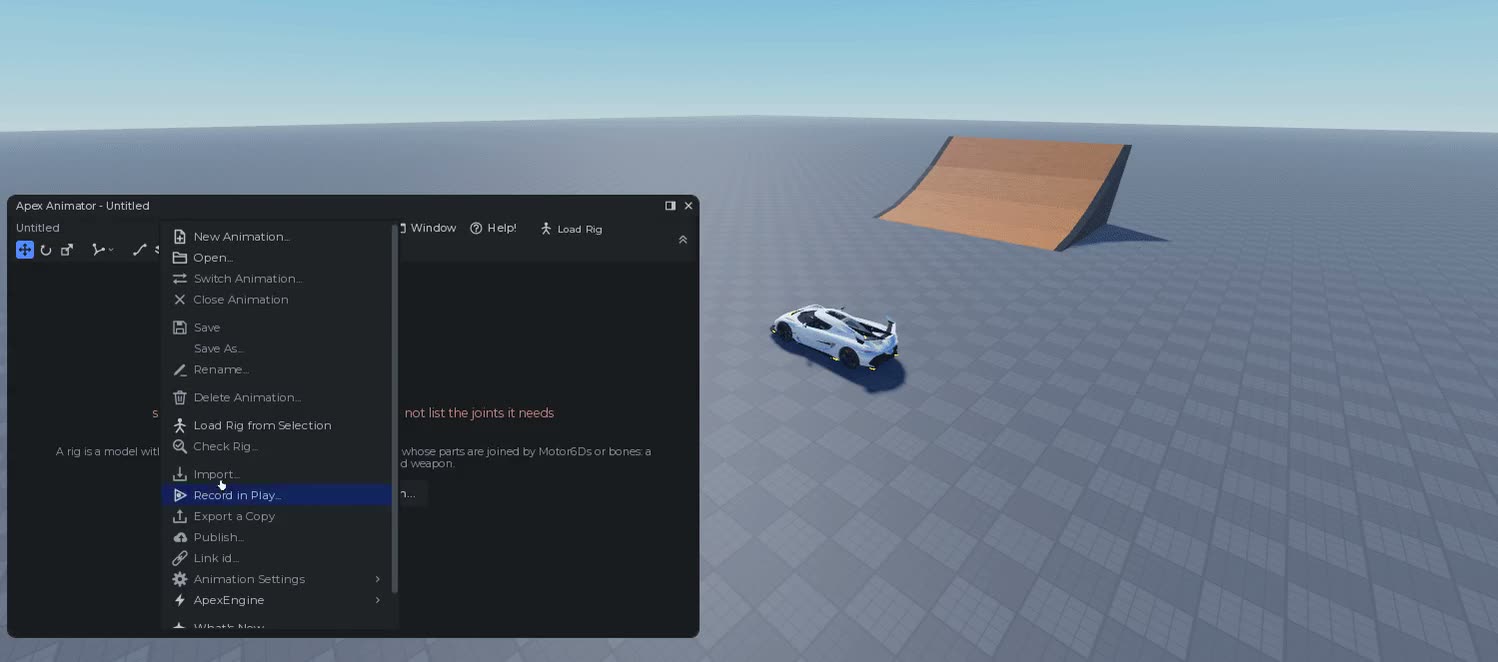 Apex Animator - Untitled
Untitled
Window
Help!
Load Rig
New Animation...
Open...
Switch Animation...
Close Animation
Save
Save As...
Rename...
Delete Animation...
Load Rig from Selection
Check Rig...
Import...
Record in Play...
Export a Copy
Publish...
Link id...
Animation Settings
ApexEngine
What's New
not list the joints it needs
A rig is a model
whose parts are joined by Motor6Ds or bones: a
weapon.